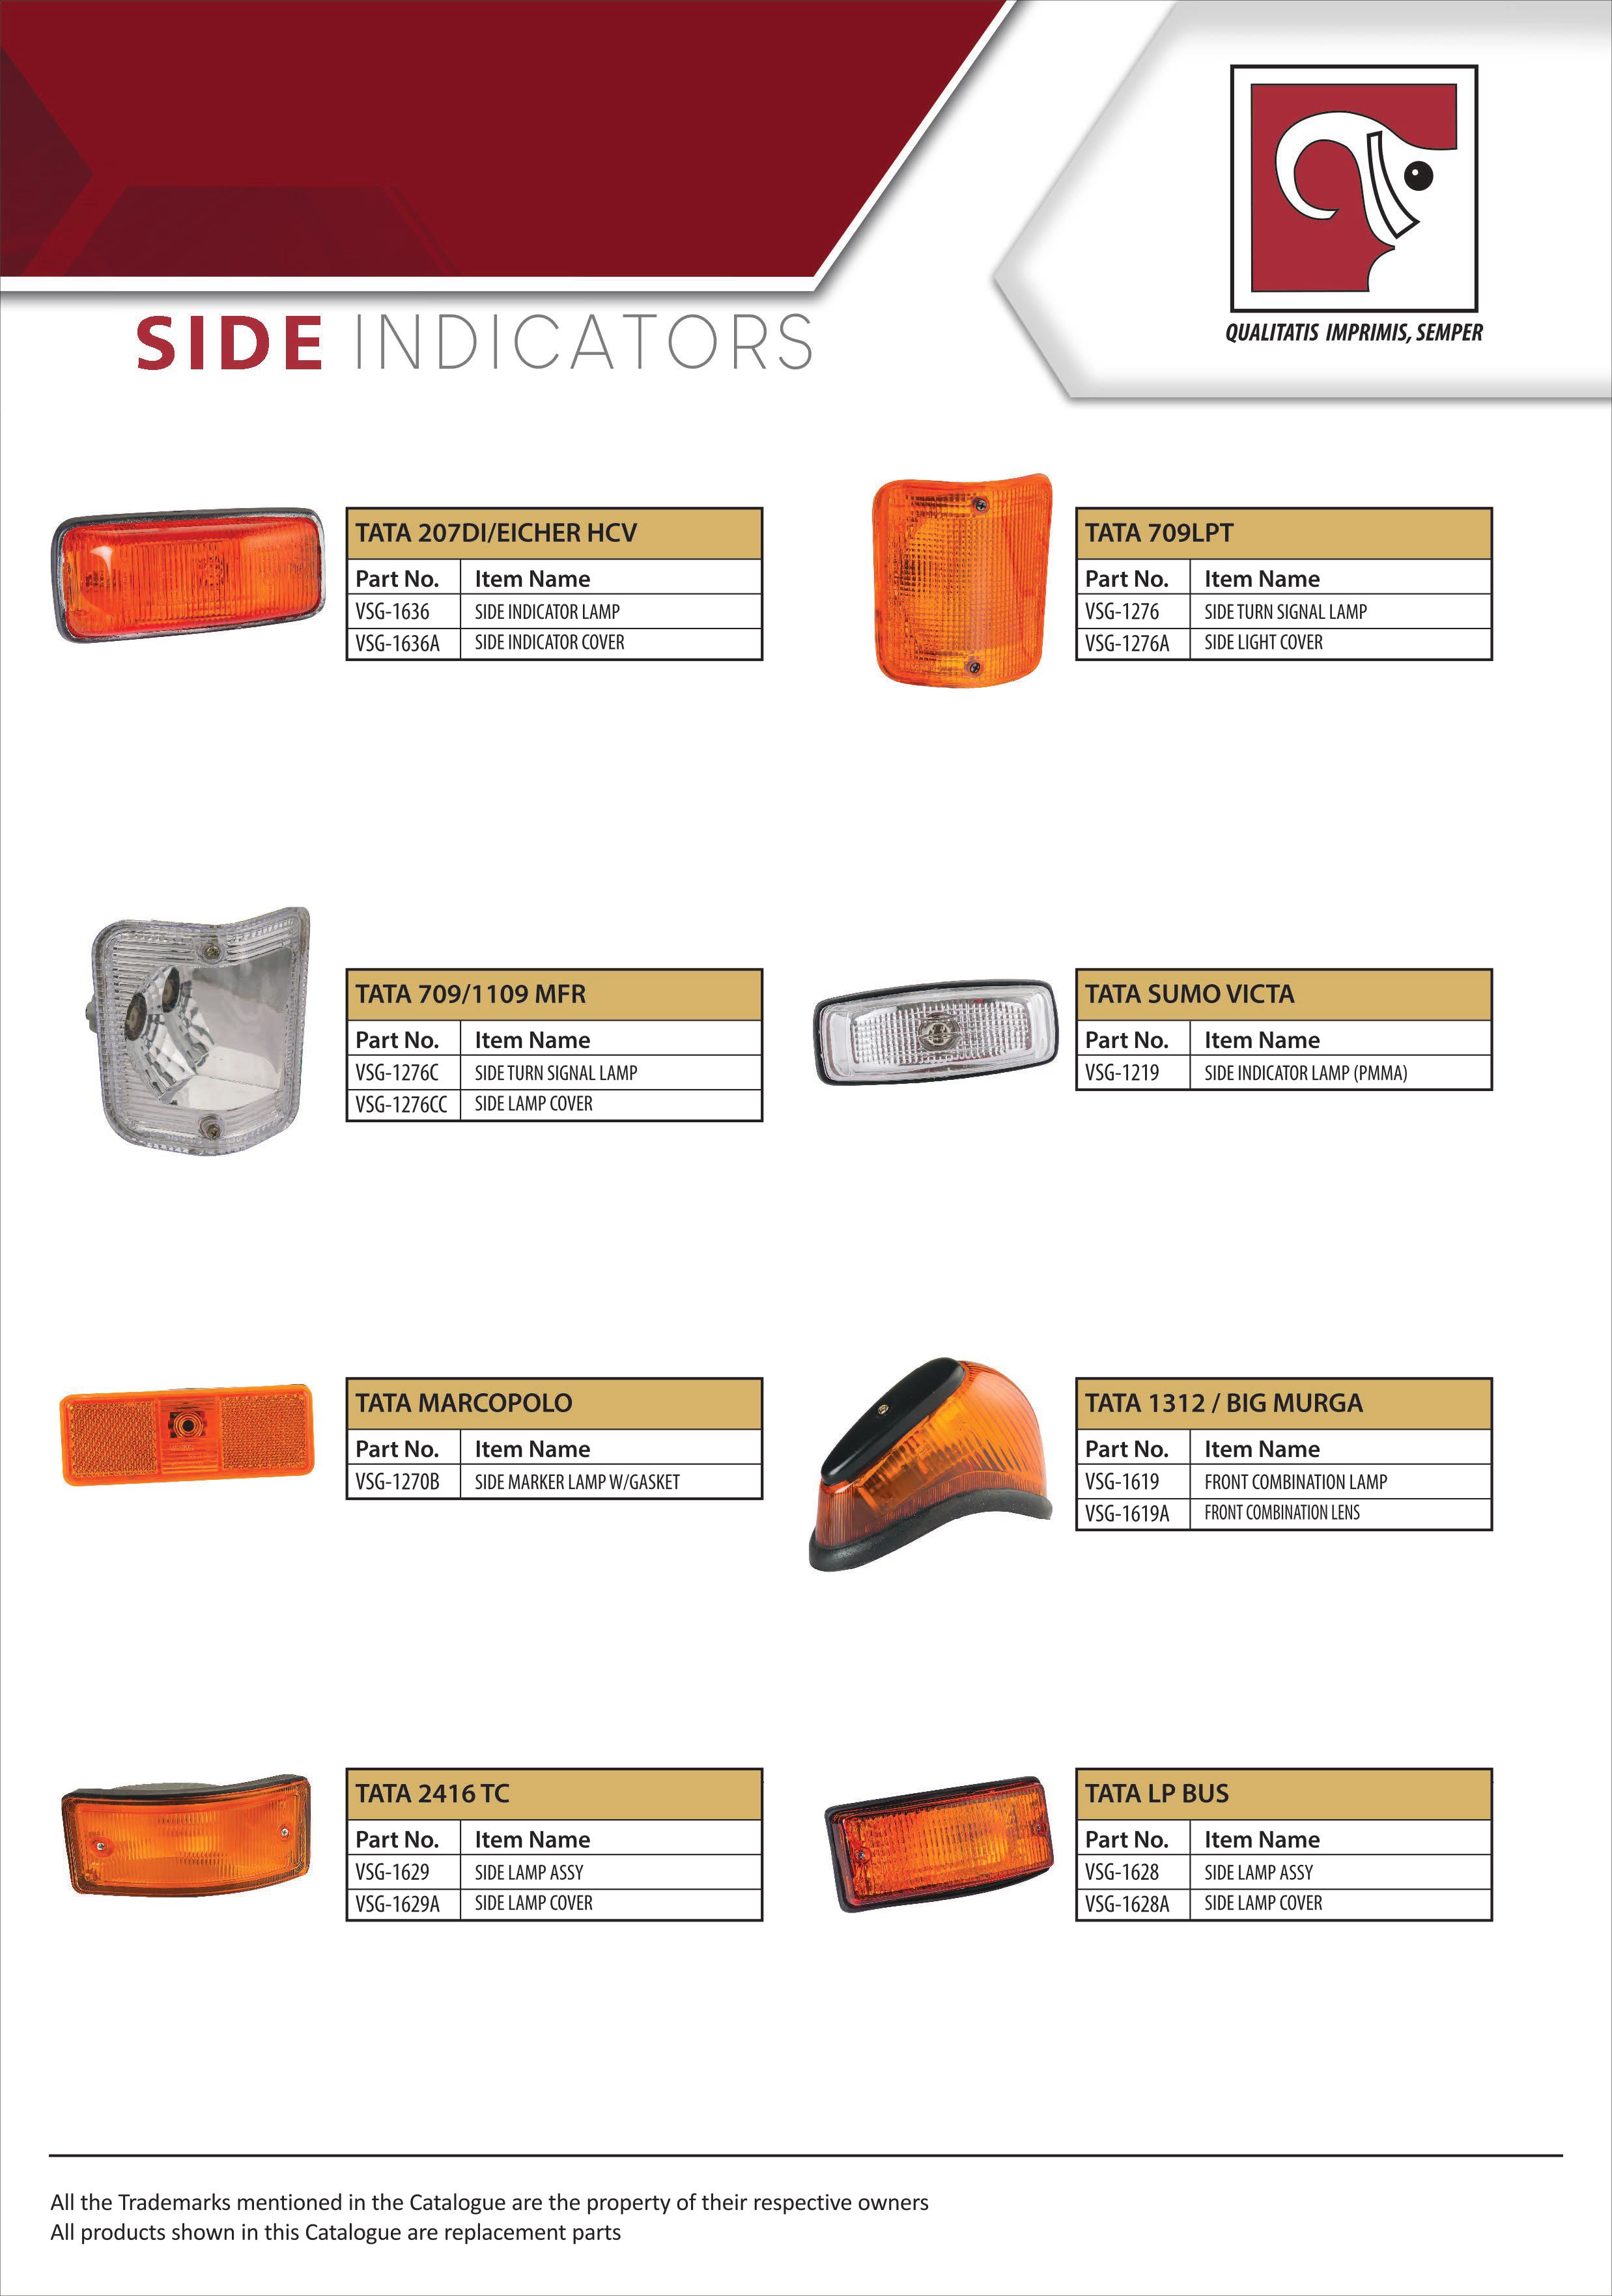 SIDE INDICATORS
QUALITATIS IMPRIMIS, SEMPER
TATA 207DI/EICHER HCV
Part No. Item Name
VSG-1636 SIDE INDICATOR LAMP
VSG-1636A SIDE INDICATOR COVER
TATA 709LPT
Part No. Item Name
VSG-1276 SIDE TURN SIGNAL LAMP
VSG-1276A SIDE LIGHT COVER
TATA 709/1109 MFR
Part No. Item Name
VSG-1276C SIDE TURN SIGNAL LAMP
VSG-1276CC SIDE LAMP COVER
TATA SUMO VICTA
Part No. Item Name
VSG-1219 SIDE INDICATOR LAMP (PMMA)
TATA MARCOPOLO
Part No. Item Name
VSG-1270B SIDE MARKER LAMP W/GASKET
TATA 1312 / BIG MURGA
Part No. Item Name
VSG-1619 FRONT COMBINATION LAMP
VSG-1619A FRONT COMBINATION LENS
TATA 2416 TC
Part No. Item Name
VSG-1629 SIDE LAMP ASSY
VSG-1629A SIDE LAMP COVER
TATA LP BUS
Part No. Item Name
VSG-1628 SIDE LAMP ASSY
VSG-1628A SIDE LAMP COVER
All the Trademarks mentioned in the Catalogue are the property of their respective owners
All products shown in this Catalogue are replacement parts